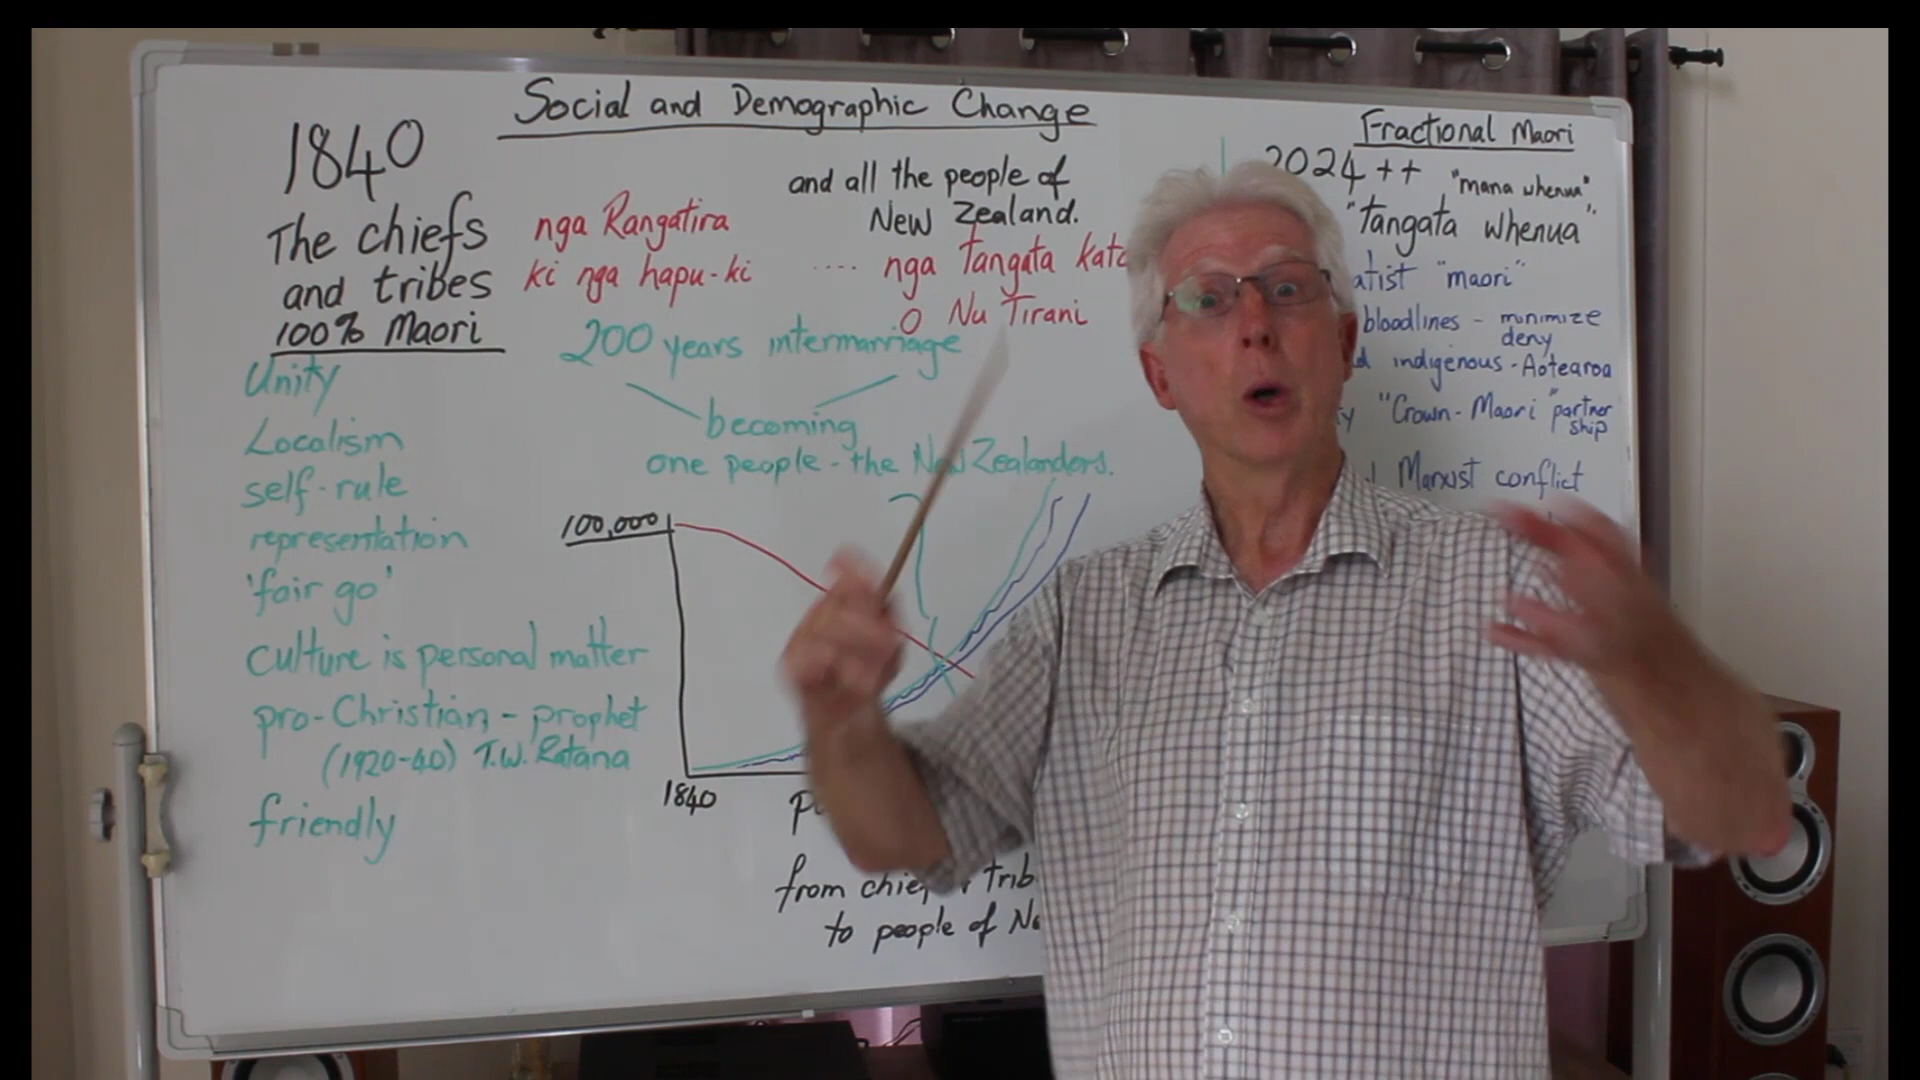 Social and Demographic Change
1840
The chiefs
and tribes
100% Maori
Unity
Localism
self-rule
representation
'fair go'
culture is personal matter
pro-Christian - prophet
(1920-40) T.W. Ratana
friendly
nga Rangatira
ki nga hapu-ki
and all the people of
New Zealand.
.... nga Tangata
O Nu Tirani
200 years intermarriage
becoming
one people - the New Zealanders.
100,000
1840
from
to people of
Fractional Maori
2024 ++ "mana whenua"
"Tangata whenua"
"maori"
bloodlines - minimize
deny
indigenous - Aotearoa
"Crown-Maori" partner
ship
Marxist conflict